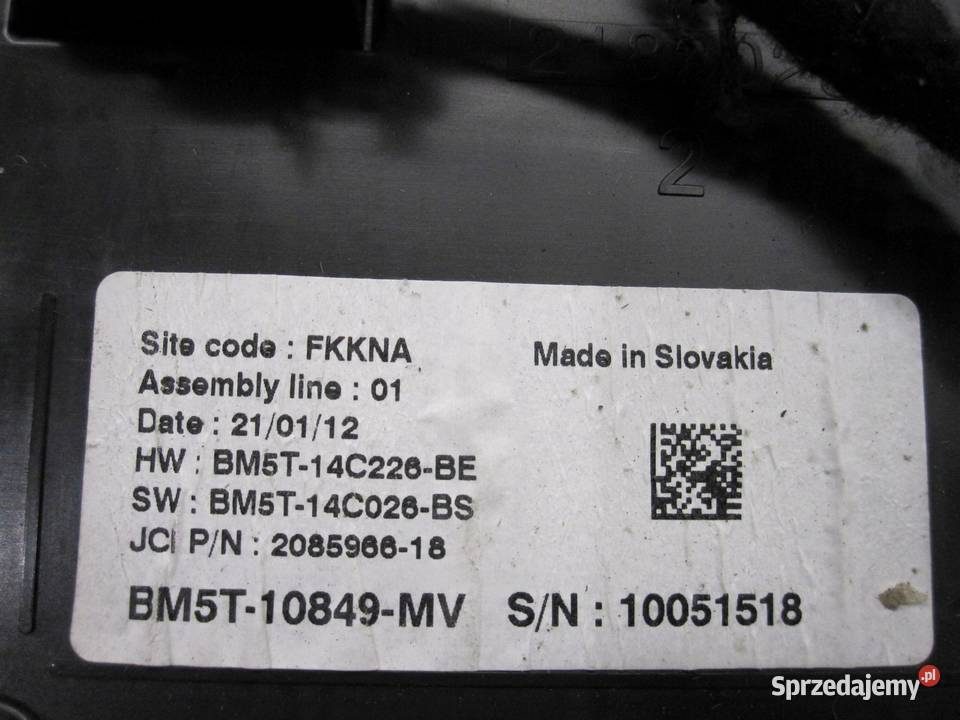 2
Site code : FKKNA
Made in Slovakia
Assembly line : 01
Date : 21/01/12
HW : BM5T-14C226-BE
SW : BM5T-14C026-BS
JCI P/N : 2085966-18
BM5T-10849-MV S/N : 10051518
Sprzedajemy.pl